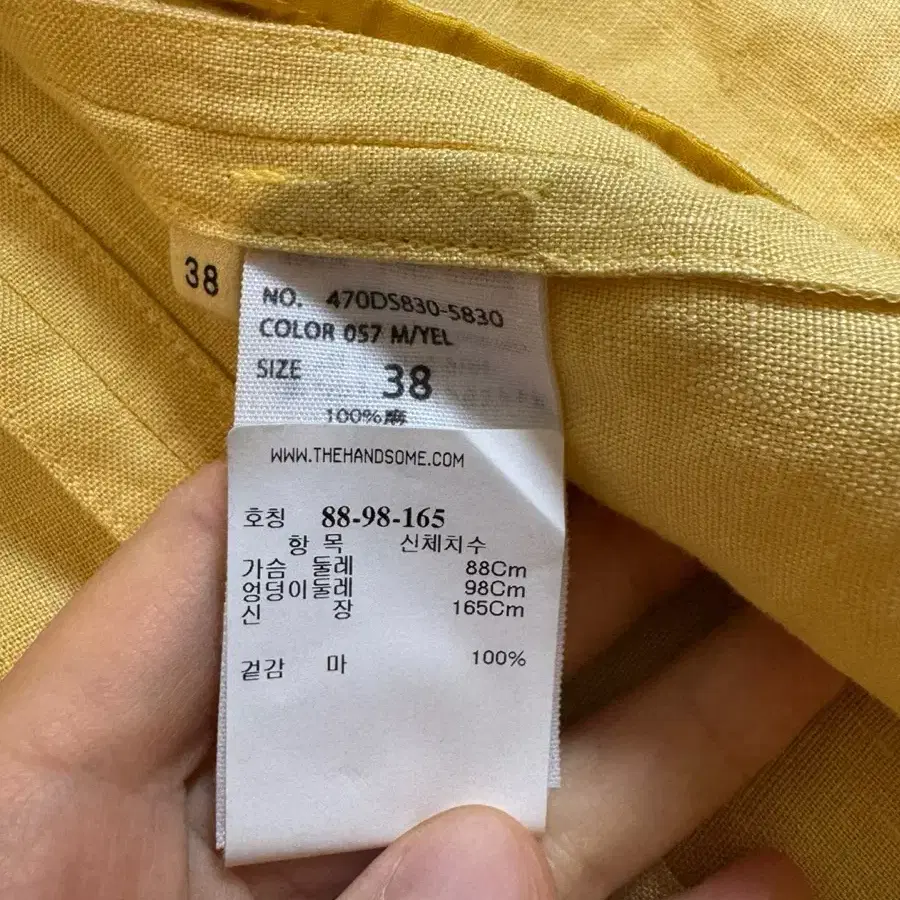 38
NO. 470DS830-5830
COLOR 057 M/YEL
SIZE 38
100%麻
WWW.THEHANDSOME.COM
호칭 88-98-165
항 목 신체치수
가슴 둘레 88Cm
엉덩이둘레 98Cm
신 장 165Cm
겉감 마 100%